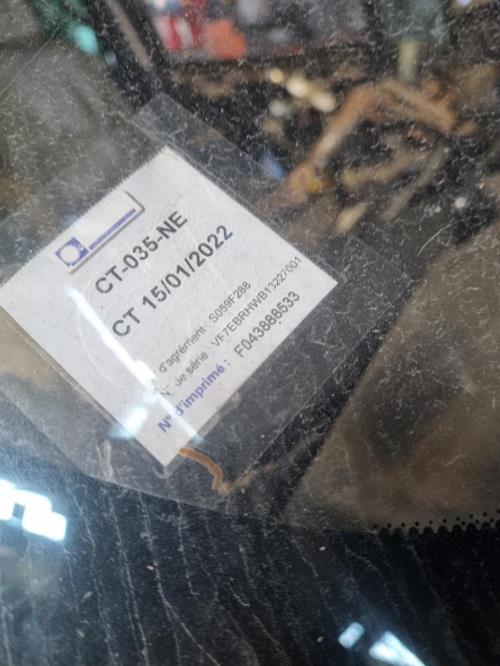 CT-035-NE
CT 15/01/2022
d'agrément : S059F288
N° de série : VF7EBRHWB13227001
N° d'imprimé : F043888533